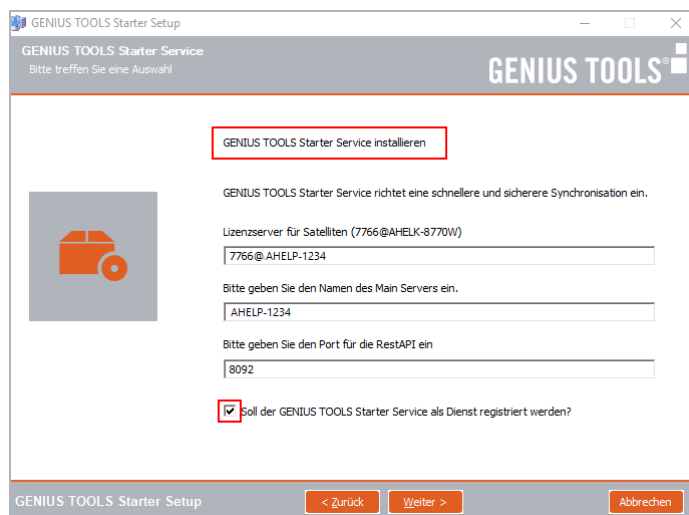 GENIUS TOOLS Starter Setup
GENIUS TOOLS Starter Service
Bitte treffen Sie eine Auswahl
GENIUS TOOLS®
GENIUS TOOLS Starter Service installieren
GENIUS TOOLS Starter Service richtet eine schnellere und sicherere Synchronisation ein.
Lizenzserver für Satelliten (7766@AHELK-8770W)
7766@.AHELP-1234
Bitte geben Sie den Namen des Main Servers ein.
AHELP-1234
Bitte geben Sie den Port für die RestAPI ein
8092
Soll der GENIUS TOOLS Starter Service als Dienst registriert werden?
GENIUS TOOLS Starter Setup
< Zurück
Weiter >
Abbrechen